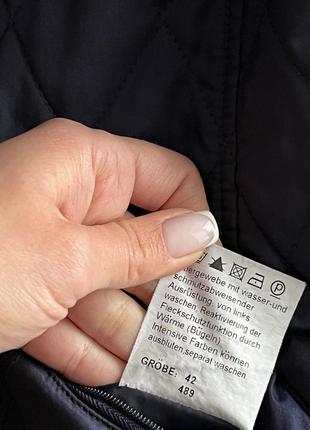 bergewebe mit wasser-und
schmutzabweisender
Ausrüstung. von links
waschen. Reaktivierung der
Fleckschutzfunktion durch
Wärme (Bügeln)
Intensive Farben können
ausbluten, separat waschen
GRÖßE: 42
489